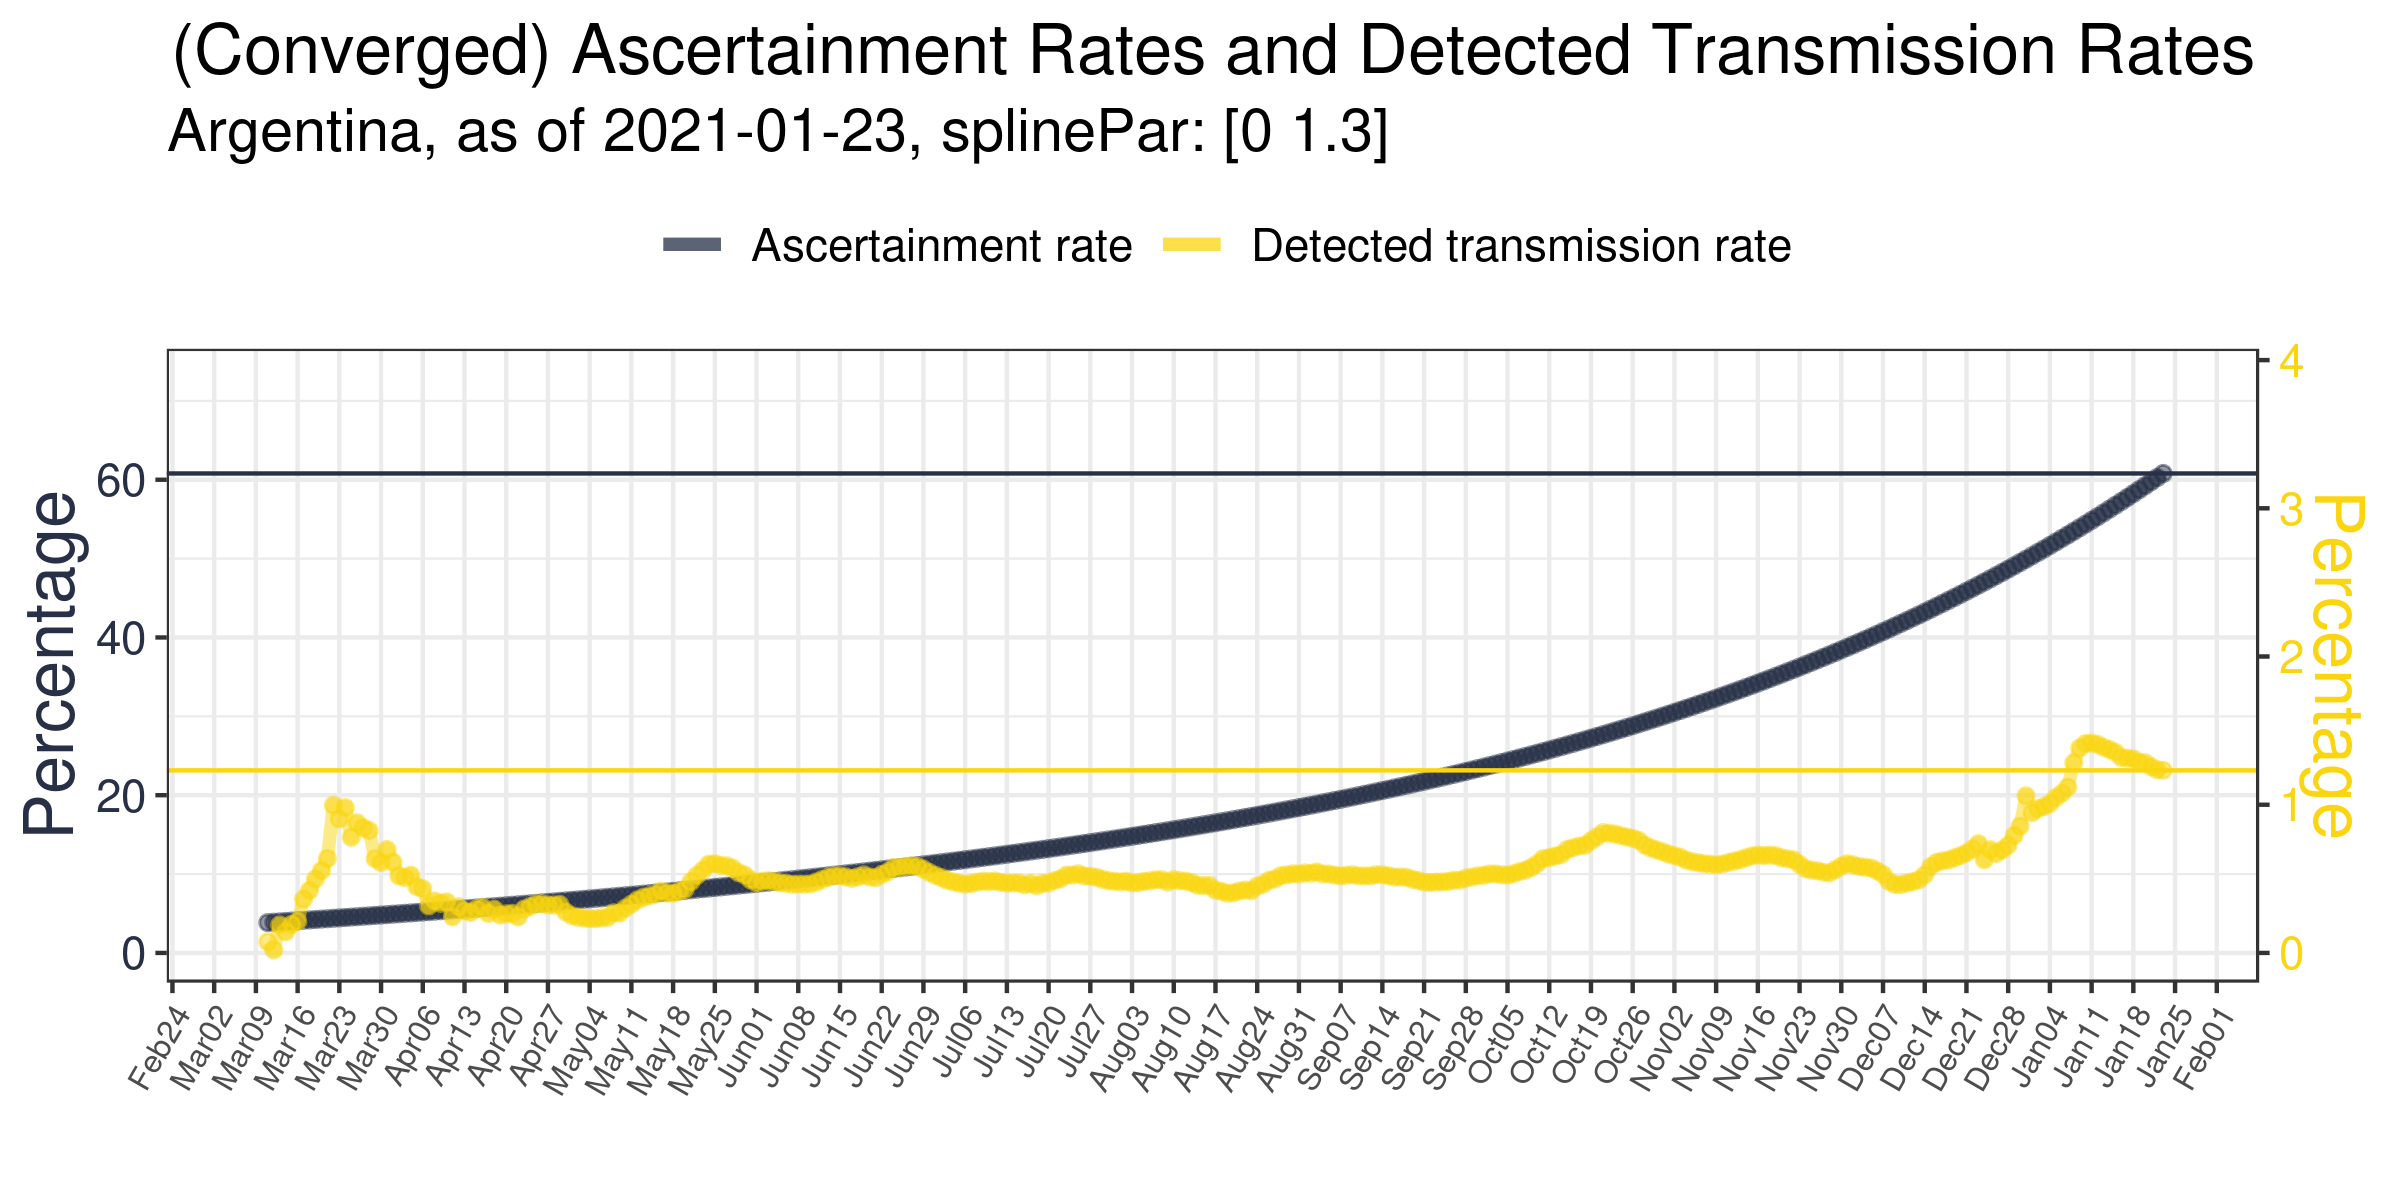 (Converged) Ascertainment Rates and Detected Transmission Rates
Argentina, as of 2021-01-23, splinePar: [0 1.3]
Ascertainment rate
Detected transmission rate
Percentage
60
40
20
0
4
3
2
1
0
Percentage
Feb24
Mar02
Mar09
Mar16
Mar23
Mar30
Apr06
Apr13
Apr20
Apr27
May04
May11
May18
May25
Jun01
Jun08
Jun15
Jun22
Jun29
Jul06
Jul13
Jul20
Jul27
Aug03
Aug10
Aug17
Aug24
Aug31
Sep07
Sep14
Sep21
Sep28
Oct05
Oct12
Oct19
Oct26
Nov02
Nov09
Nov16
Nov23
Nov30
Dec07
Dec14
Dec21
Dec28
Jan04
Jan11
Jan18
Jan25
Feb01